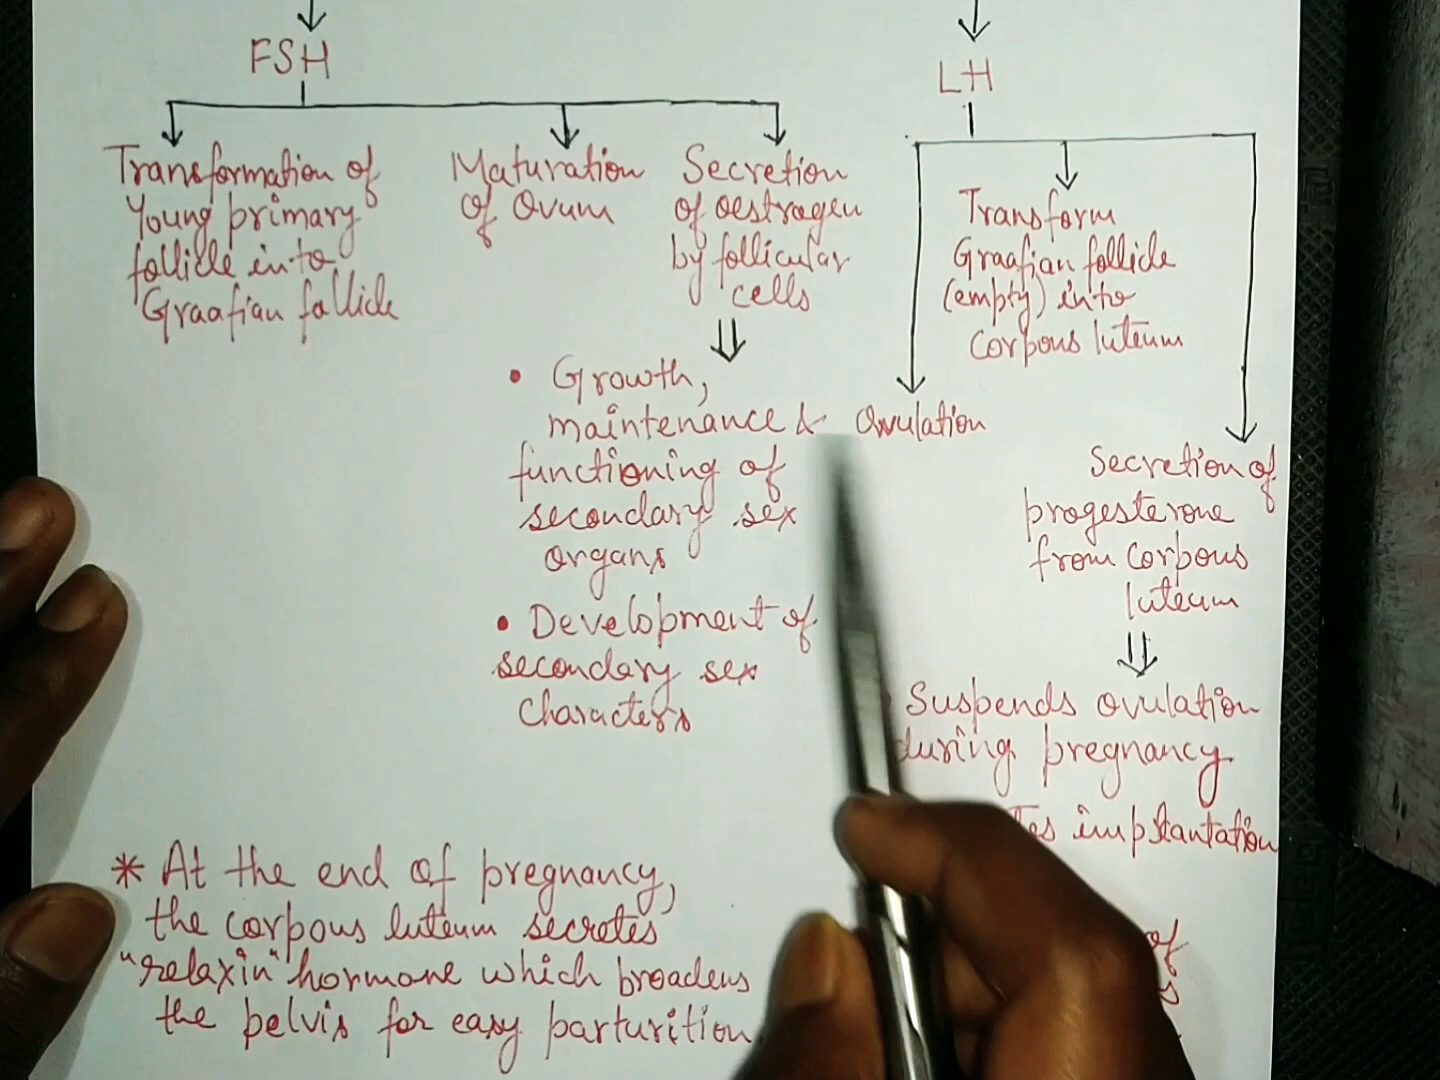 FSH
Transformation of
Young primary
follicle into
Graafian follicle
Maturation
of Ovum
Secretion
of oestrogen
by follicular
cells
• Growth,
maintenance &
functioning of
secondary sex
organs
• Development of
secondary sex
characters
LH
Ovulation
Transform
Graafian follicle
(empty) into
Corpous luteum
Secretion of
progesterone
from Corpous
luteum
Suspends ovulation
during pregnancy
implantation
of
* At the end of pregnancy,
the corpous luteum secretes
"relaxin" hormone which broadens
the pelvis for easy parturition.